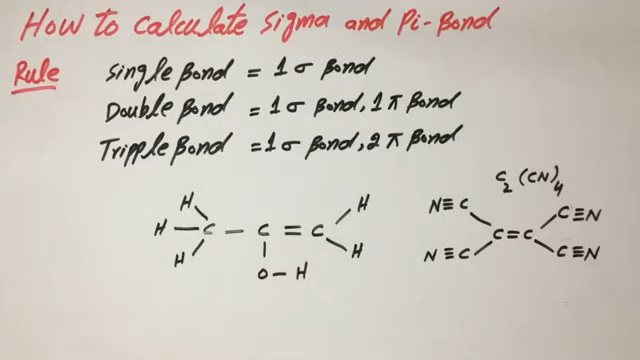 How to calculate Sigma and Pi-Bond
Rule
Single Bond = 1 σ Bond
Double Bond = 1 σ Bond, 1 π Bond
Tripple Bond = 1 σ Bond, 2 π Bond
C₂(CN)₄
H H N≡C C≡N
H — C — C = C C=C
H H N≡C C≡N
O — H